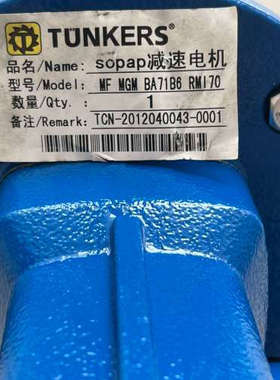 TÜNKERS®
品名/Name: sopap减速电机
型号/Model: MF MGM BA71B6 RMI70
数量/Qty. 1
备注/Remark: TCN-2012040043-0001